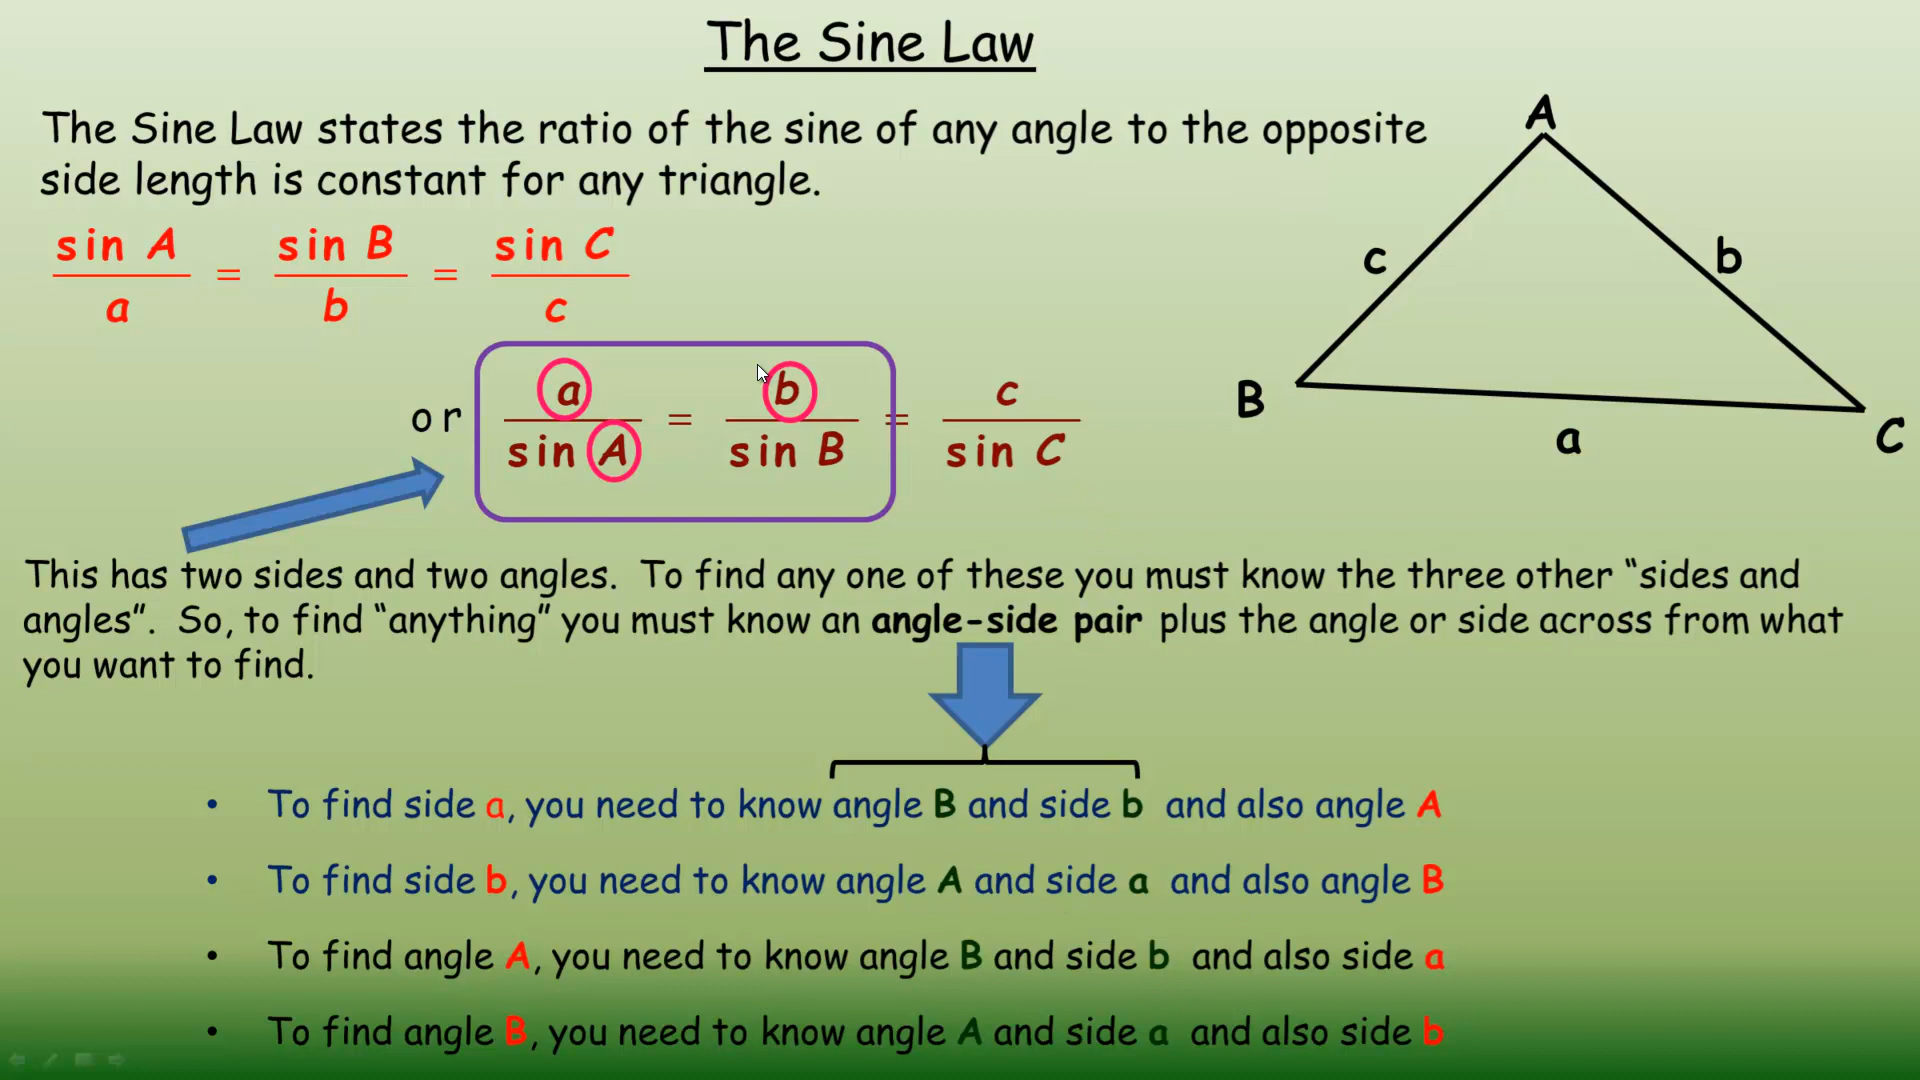 The Sine Law
The Sine Law states the ratio of the sine of any angle to the opposite
side length is constant for any triangle.
sin A / a = sin B / b = sin C / c
or a / sin A = b / sin B = c / sin C
A
c
b
B
a
C
This has two sides and two angles. To find any one of these you must know the three other “sides and
angles”. So, to find “anything” you must know an angle-side pair plus the angle or side across from what
you want to find.
• To find side a, you need to know angle B and side b and also angle A
• To find side b, you need to know angle A and side a and also angle B
• To find angle A, you need to know angle B and side b and also side a
• To find angle B, you need to know angle A and side a and also side b